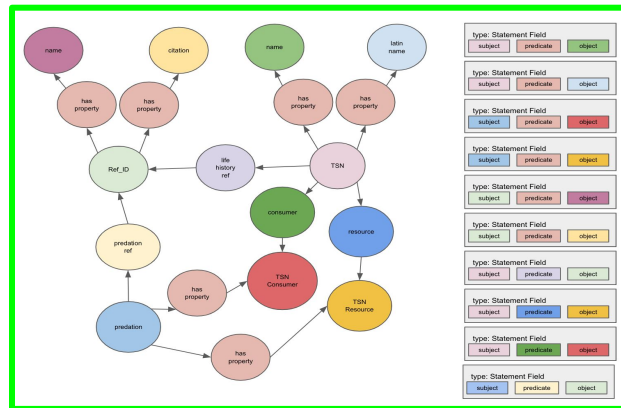 name
citation
name
latin
name
has
property
has
property
has
property
has
property
Ref_ID
life
history
ref
TSN
consumer
resource
predation
ref
has
property
TSN
Consumer
TSN
Resource
predation
has
property
type: Statement Field
subject predicate object
type: Statement Field
subject predicate object
type: Statement Field
subject predicate object
type: Statement Field
subject predicate object
type: Statement Field
subject predicate object
type: Statement Field
subject predicate object
type: Statement Field
subject predicate object
type: Statement Field
subject predicate object
type: Statement Field
subject predicate object
type: Statement Field
subject predicate object